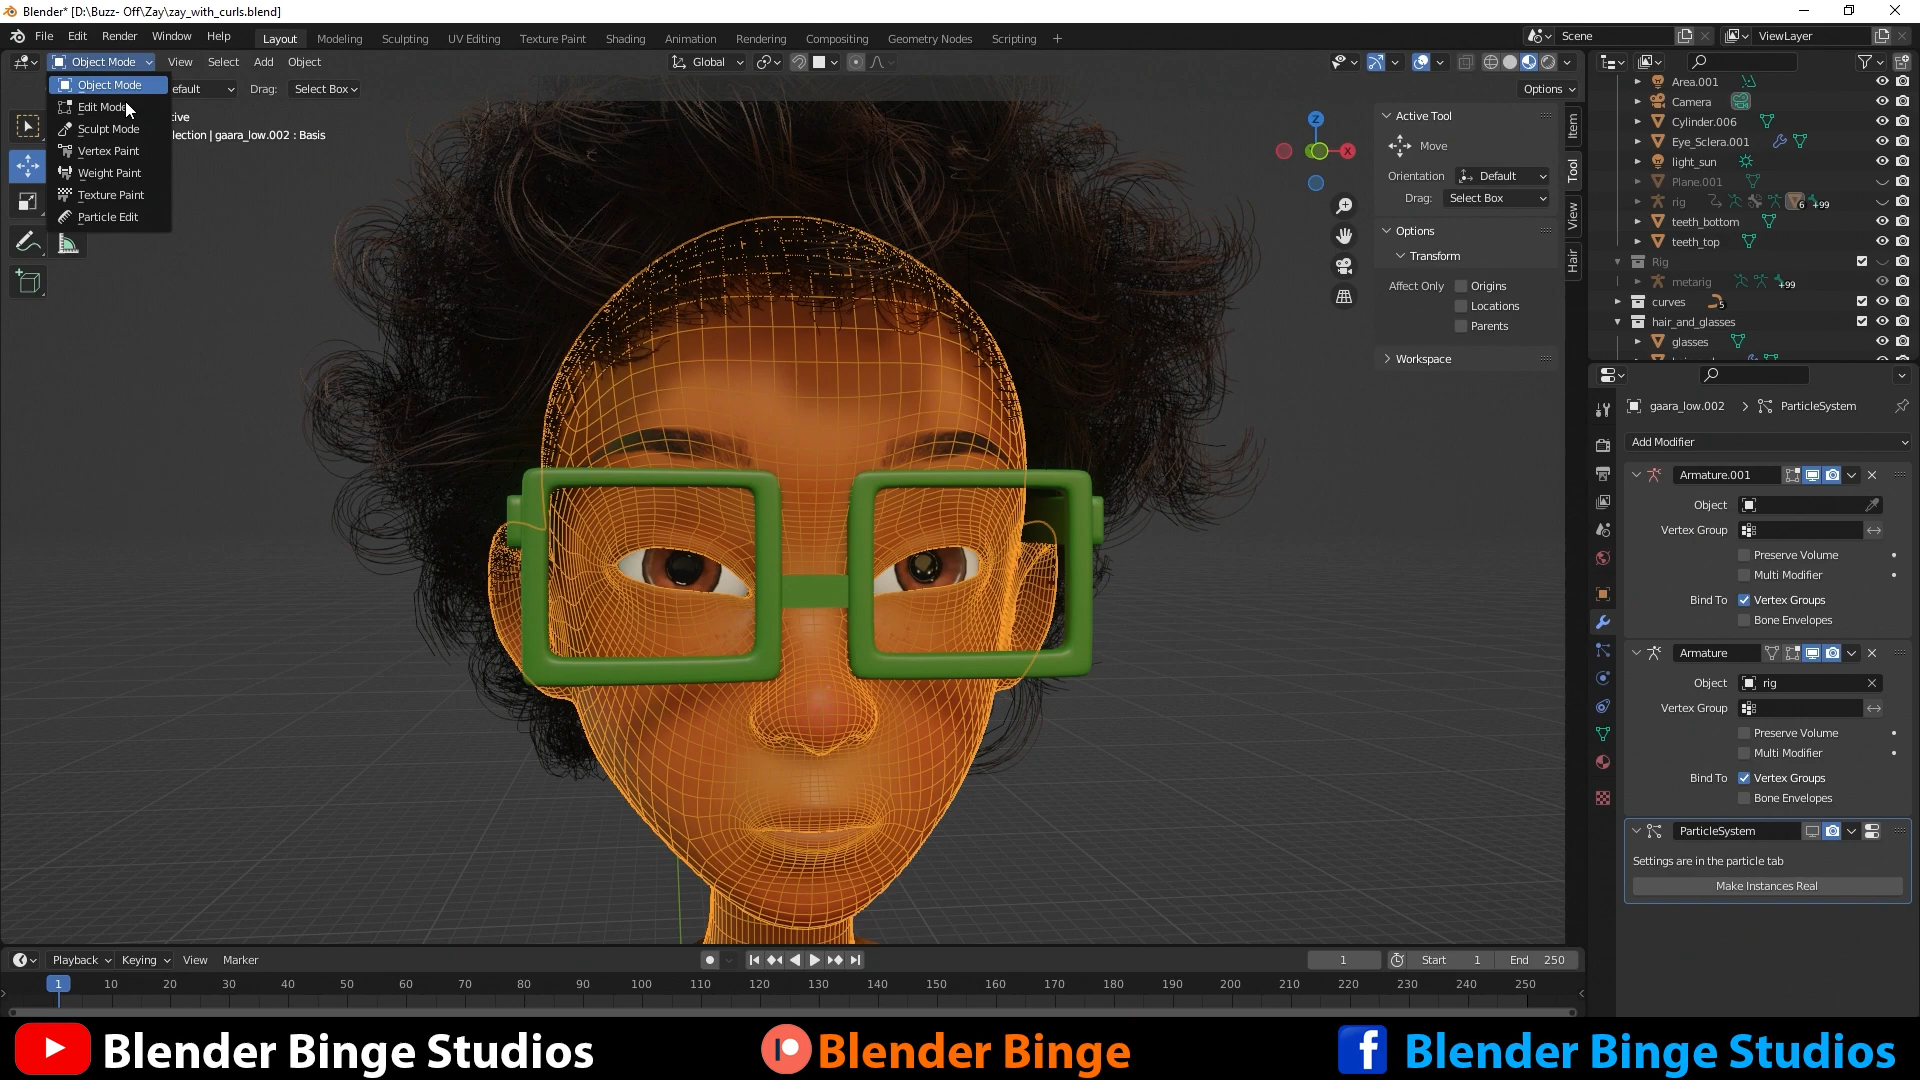 Blender* [D:\Buzz- Off\Zay\zay_with_curls.blend]
File Edit Render Window Help Layout Modeling Sculpting UV Editing Texture Paint Shading Animation Rendering Compositing Geometry Nodes Scripting + Scene ViewLayer
Object Mode View Select Add Object Global
efault Drag: Select Box Options
Object Mode
Edit Mode
Sculpt Mode
Vertex Paint
Weight Paint
Texture Paint
Particle Edit
tive
llection | gaara_low.002 : Basis
Z
X
Active Tool
Move
Orientation Default
Drag: Select Box
Options
Transform
Affect Only Origins
Locations
Parents
Workspace
Item
Tool
View
Hair
Area.001
Camera
Cylinder.006
Eye_Sclera.001
light_sun
Plane.001
rig 6 +99
teeth_bottom
teeth_top
Rig
metarig +99
curves 5
hair_and_glasses
glasses
gaara_low.002 > ParticleSystem
Add Modifier
Armature.001
Object
Vertex Group
Preserve Volume
Multi Modifier
Bind To Vertex Groups
Bone Envelopes
Armature
Object rig
Vertex Group
Preserve Volume
Multi Modifier
Bind To Vertex Groups
Bone Envelopes
ParticleSystem
Settings are in the particle tab
Make Instances Real
Playback Keying View Marker 1 Start 1 End 250
1 10 20 30 40 50 60 70 80 90 100 110 120 130 140 150 160 170 180 190 200 210 220 230 240 250
Blender Binge Studios Blender Binge f Blender Binge Studios